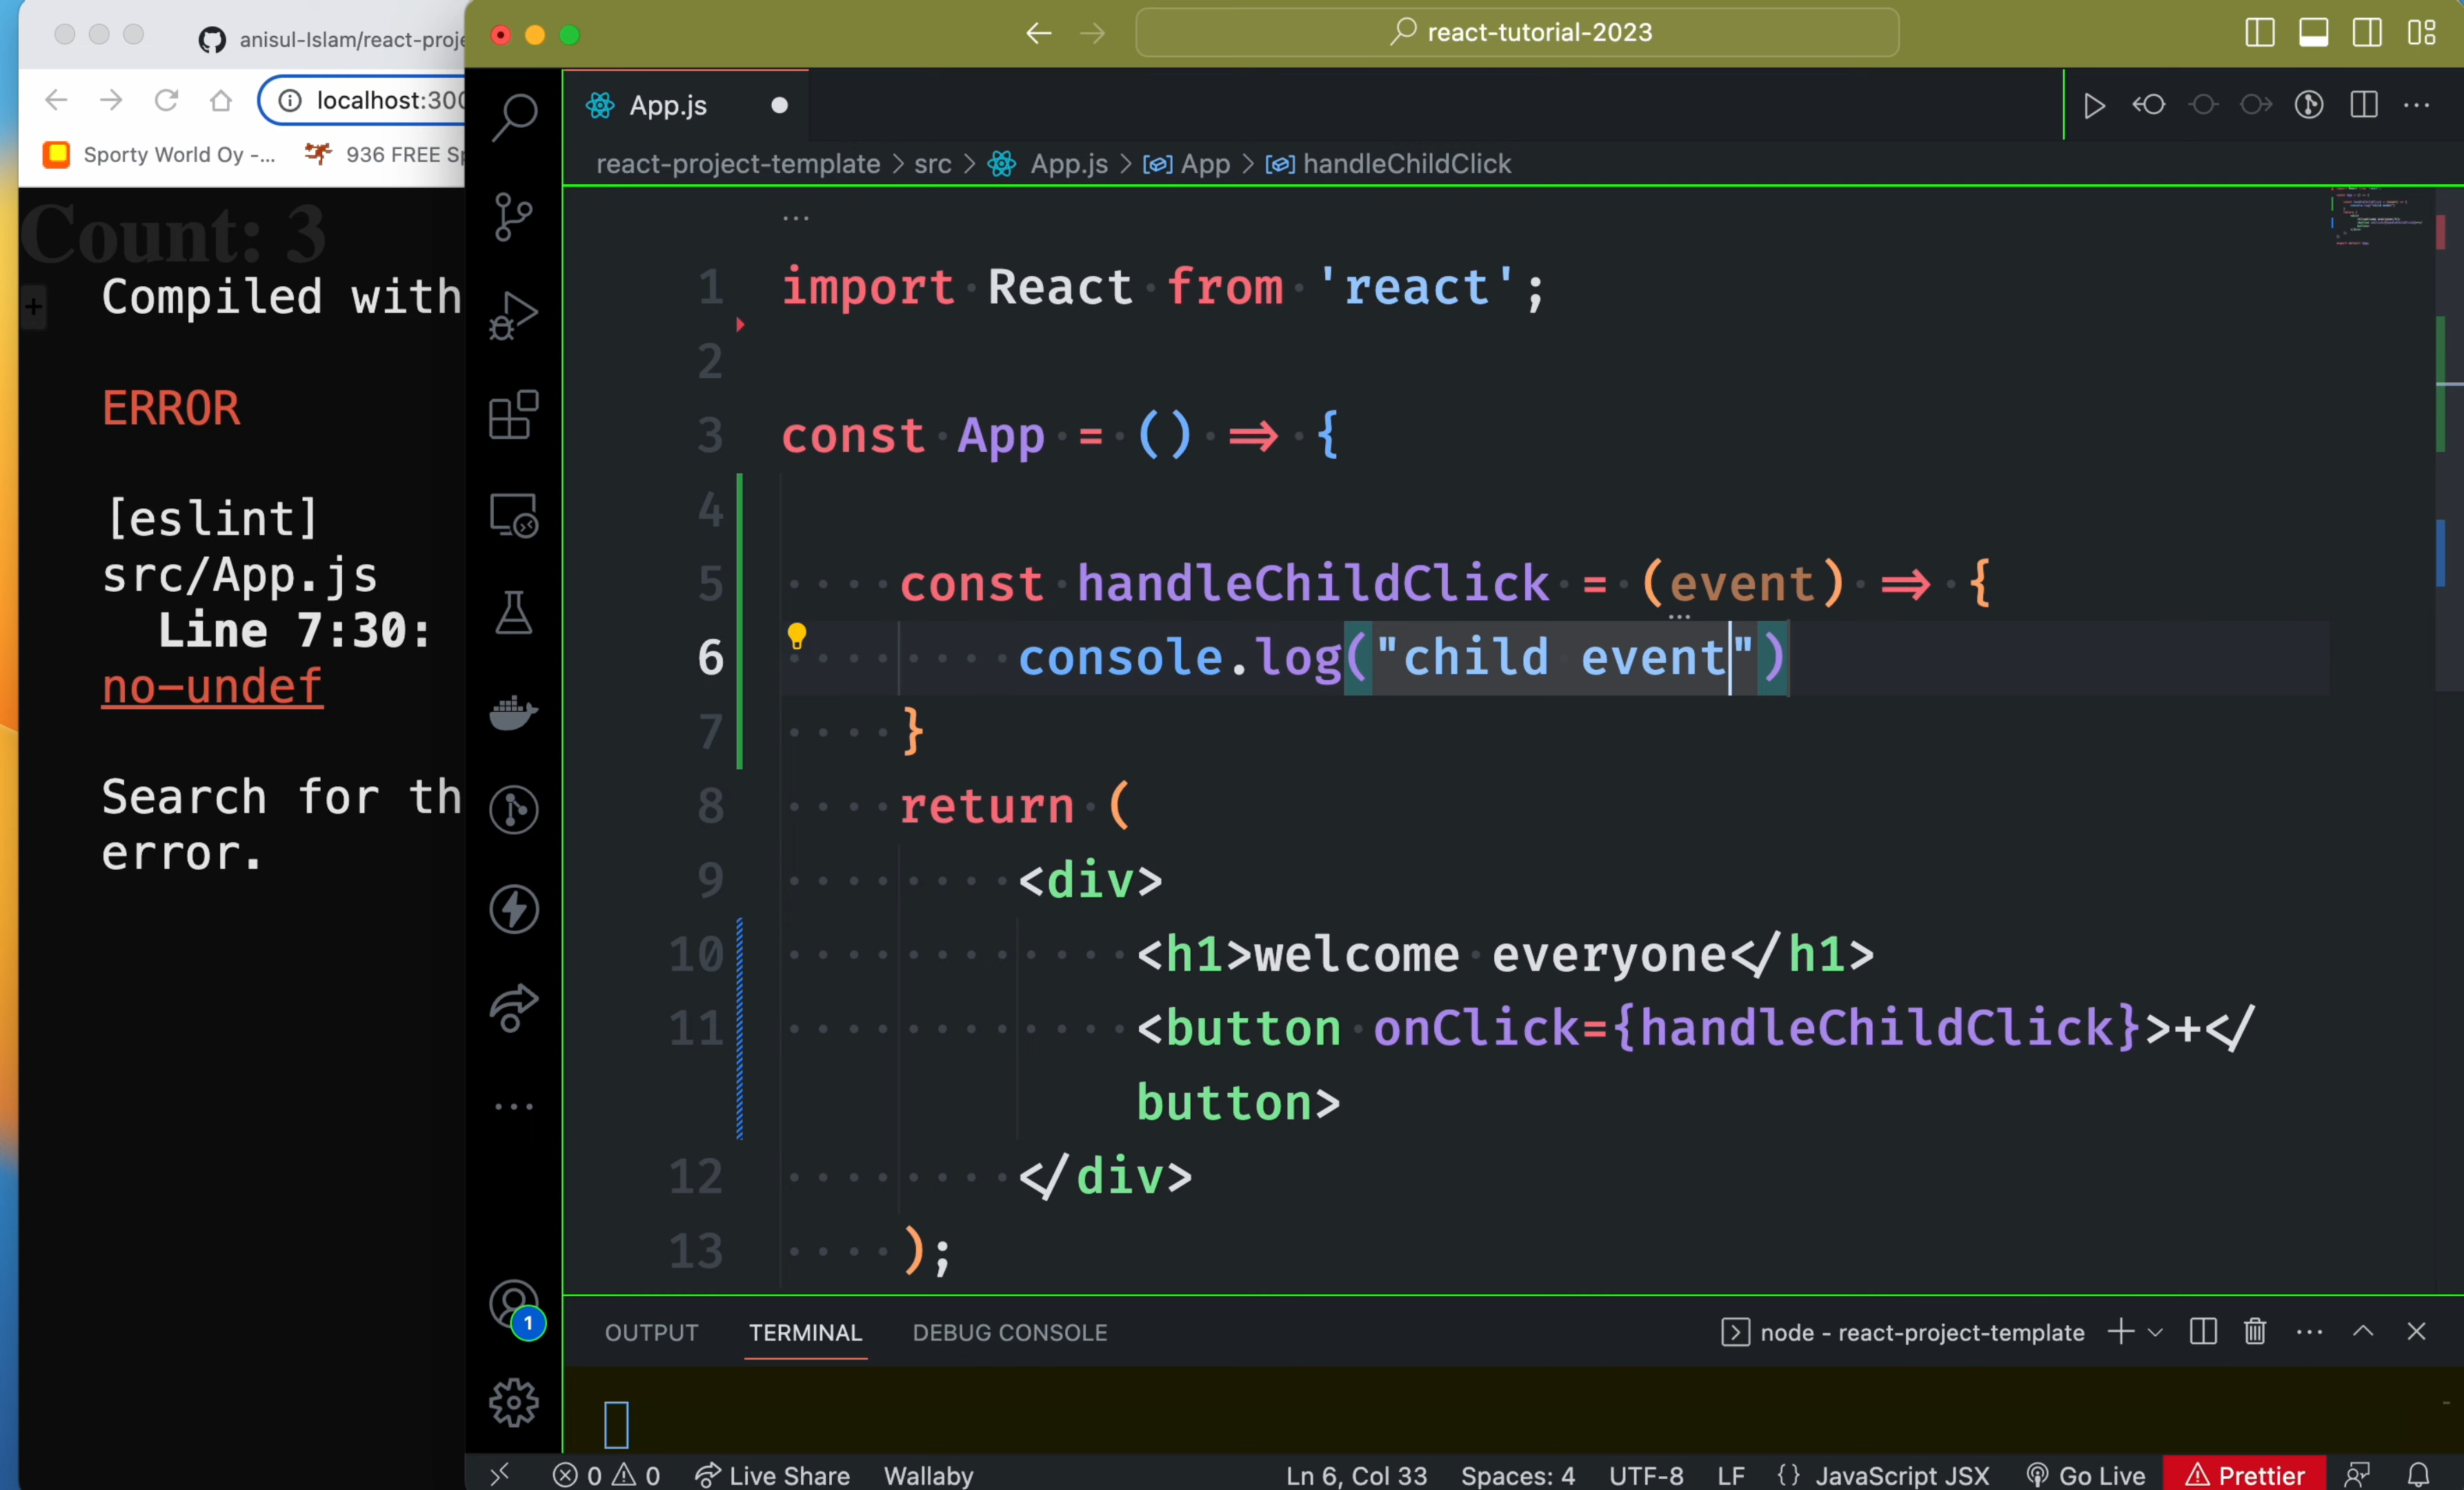 anisul-Islam/react-proje
localhost:300
Sporty World Oy -...
936 FREE Sp
Count: 3
+
Compiled with
ERROR
[eslint]
src/App.js
Line 7:30:
no-undef
Search for th
error.
react-tutorial-2023
App.js
react-project-template > src > App.js > App > handleChildClick
...
1 import React from 'react';
2
3 const App = () => {
4
5 const handleChildClick = (event) => {
6 console.log("child event")
7 }
8 return (
9 <div>
10 <h1>welcome everyone</h1>
11 <button onClick={handleChildClick}>+</
button>
12 </div>
13 );
1
OUTPUT TERMINAL DEBUG CONSOLE
node - react-project-template
0 0 Live Share Wallaby Ln 6, Col 33 Spaces: 4 UTF-8 LF {} JavaScript JSX Go Live Prettier